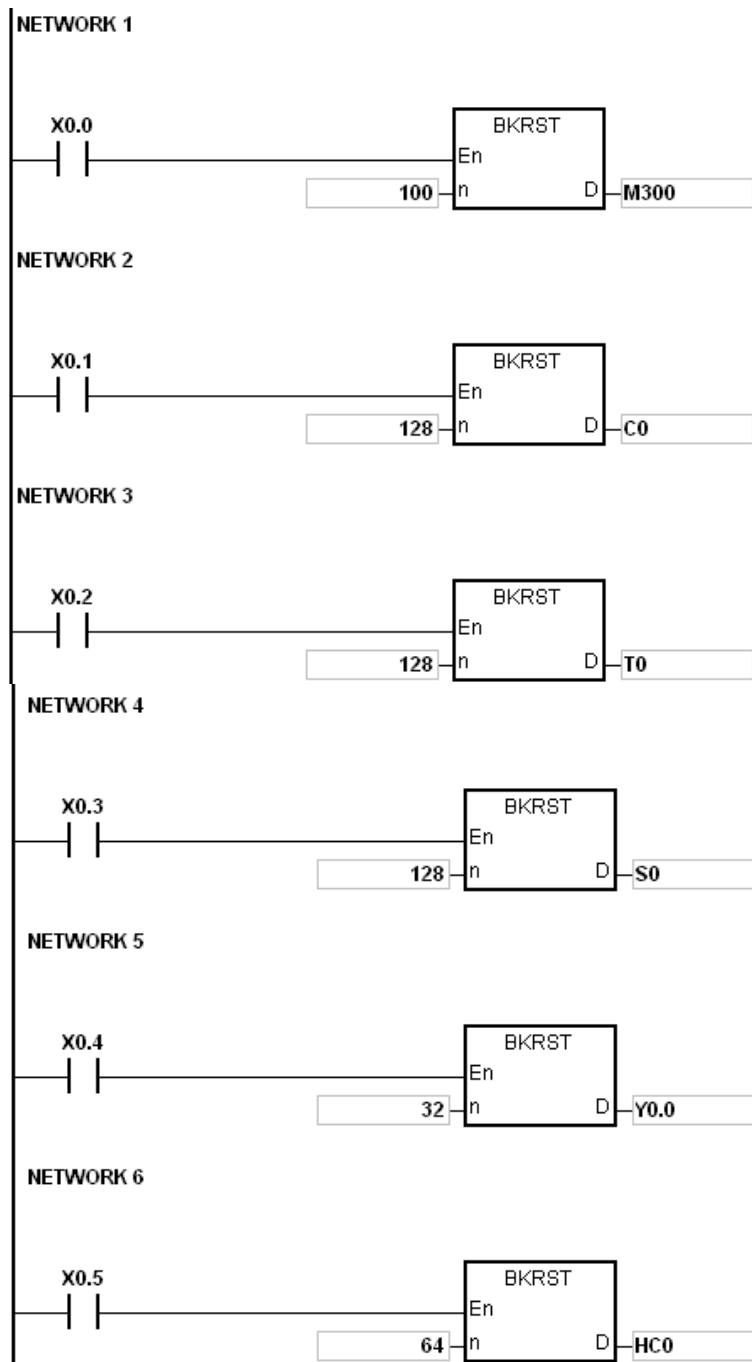 NETWORK 1
X0.0
BKRST
En
100 n D M300
NETWORK 2
X0.1
BKRST
En
128 n D C0
NETWORK 3
X0.2
BKRST
En
128 n D T0
NETWORK 4
X0.3
BKRST
En
128 n D S0
NETWORK 5
X0.4
BKRST
En
32 n D Y0.0
NETWORK 6
X0.5
BKRST
En
64 n D HC0